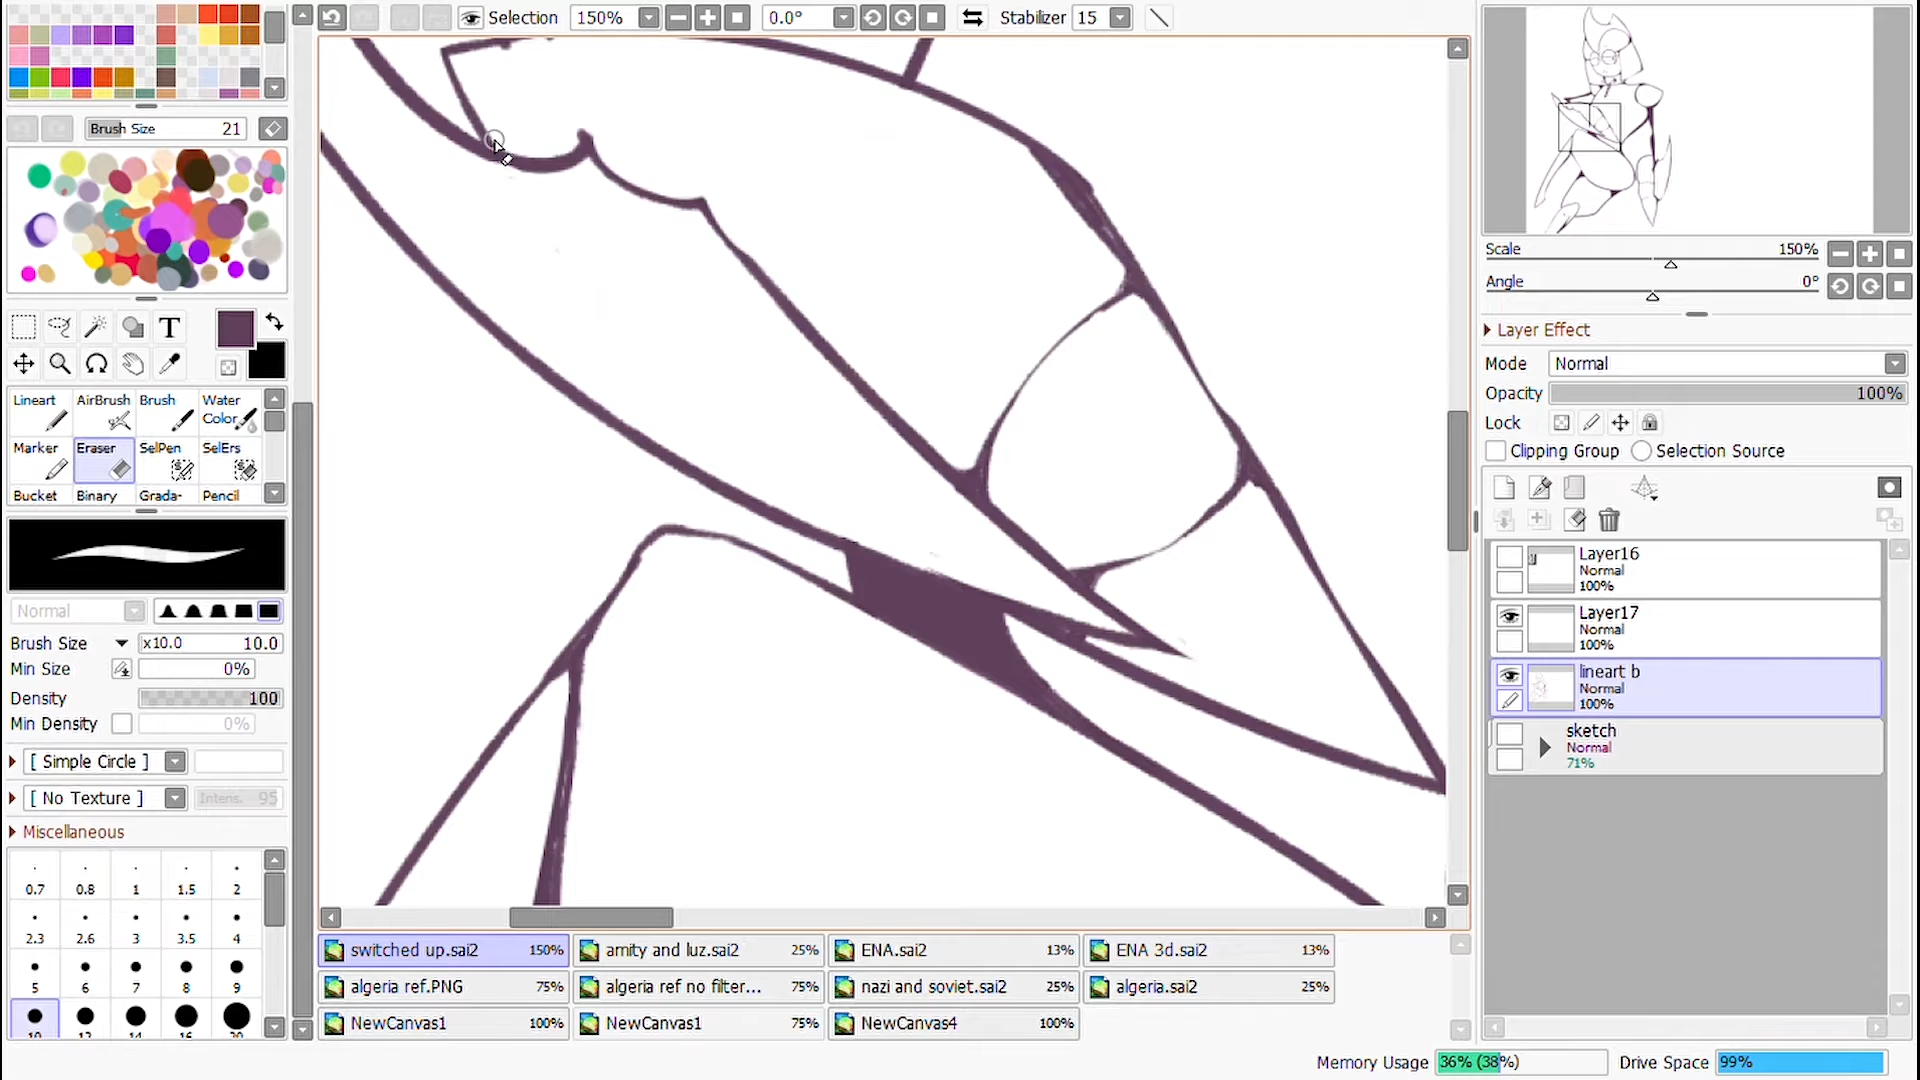 Selection 150% 0.0° Stabilizer 15
Brush Size 21
T
Lineart AirBrush Brush Water Color
Marker Eraser SelPen SelErs
Bucket Binary Grada- Pencil
Normal
Brush Size x10.0 10.0
Min Size 0%
Density 100
Min Density 0%
[ Simple Circle ]
[ No Texture ] Intens. 95
Miscellaneous
0.7 0.8 1 1.5 2
2.3 2.6 3 3.5 4
5 6 7 8 9
10 12 14 16 20
switched up.sai2 150% amity and luz.sai2 25% ENA.sai2 13% ENA 3d.sai2 13%
algeria ref.PNG 75% algeria ref no filter... 75% nazi and soviet.sai2 25% algeria.sai2 25%
NewCanvas1 100% NewCanvas1 75% NewCanvas4 100%
Scale 150%
Angle 0°
Layer Effect
Mode Normal
Opacity 100%
Lock
Clipping Group Selection Source
Layer16
Normal
100%
Layer17
Normal
100%
lineart b
Normal
100%
sketch
Normal
71%
Memory Usage 36% (38%) Drive Space 99%